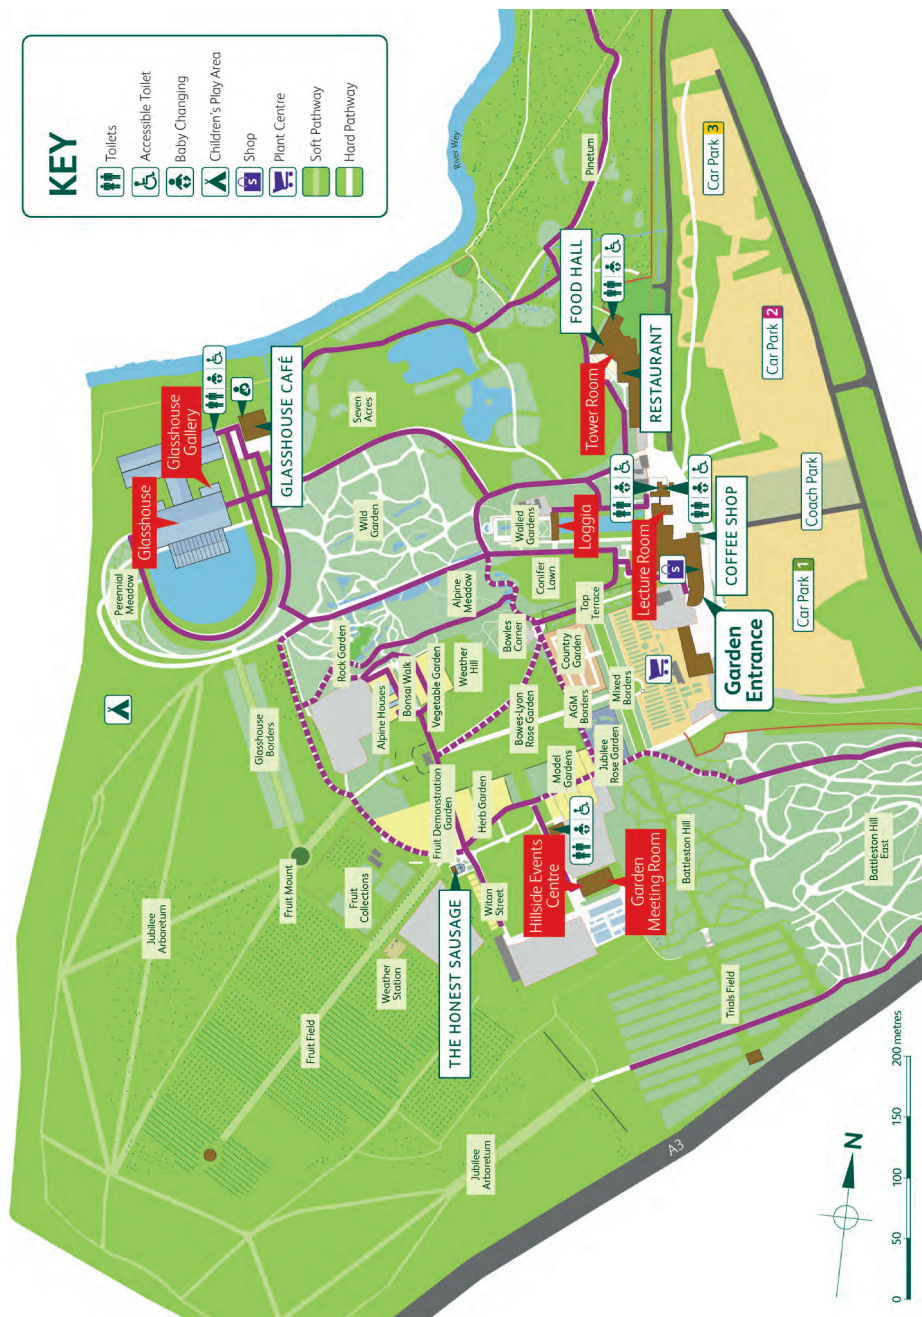 KEY
Toilets
Accessible Toilet
Baby Changing
Children's Play Area
Shop
Plant Centre
Soft Pathway
Hard Pathway
River Wey
Pinetum
Car Park 3
FOOD HALL
Tower Room
RESTAURANT
Car Park 2
Glasshouse
Gallery
Glasshouse
GLASSHOUSE CAFÉ
Seven
Acres
Wild
Garden
Walled
Gardens
Loggia
Lecture Room
COFFEE SHOP
S
Coach Park
Car Park 1
Perennial
Meadow
Alpine
Meadow
Conifer
Lawn
Top
Terrace
Garden
Entrance
Rock Garden
Alpine Houses
Bonsai Walk
Vegetable Garden
Weather
Hill
Bowles
Corner
Country
Garden
Bowes-Lyon
Rose Garden
AGM
Borders
Mixed
Borders
Glasshouse
Borders
Fruit Demonstration
Garden
Herb Garden
Model
Gardens
Jubilee
Rose Garden
Fruit Mount
Fruit
Collections
Jubilee
Arboretum
THE HONEST SAUSAGE
Witan
Street
Hillside Events
Centre
Garden
Meeting Room
Battleston Hill
Battleston Hill
East
Weather
Station
Fruit Field
Trials Field
Jubilee
Arboretum
A3
N
0
50
100
150
200 metres